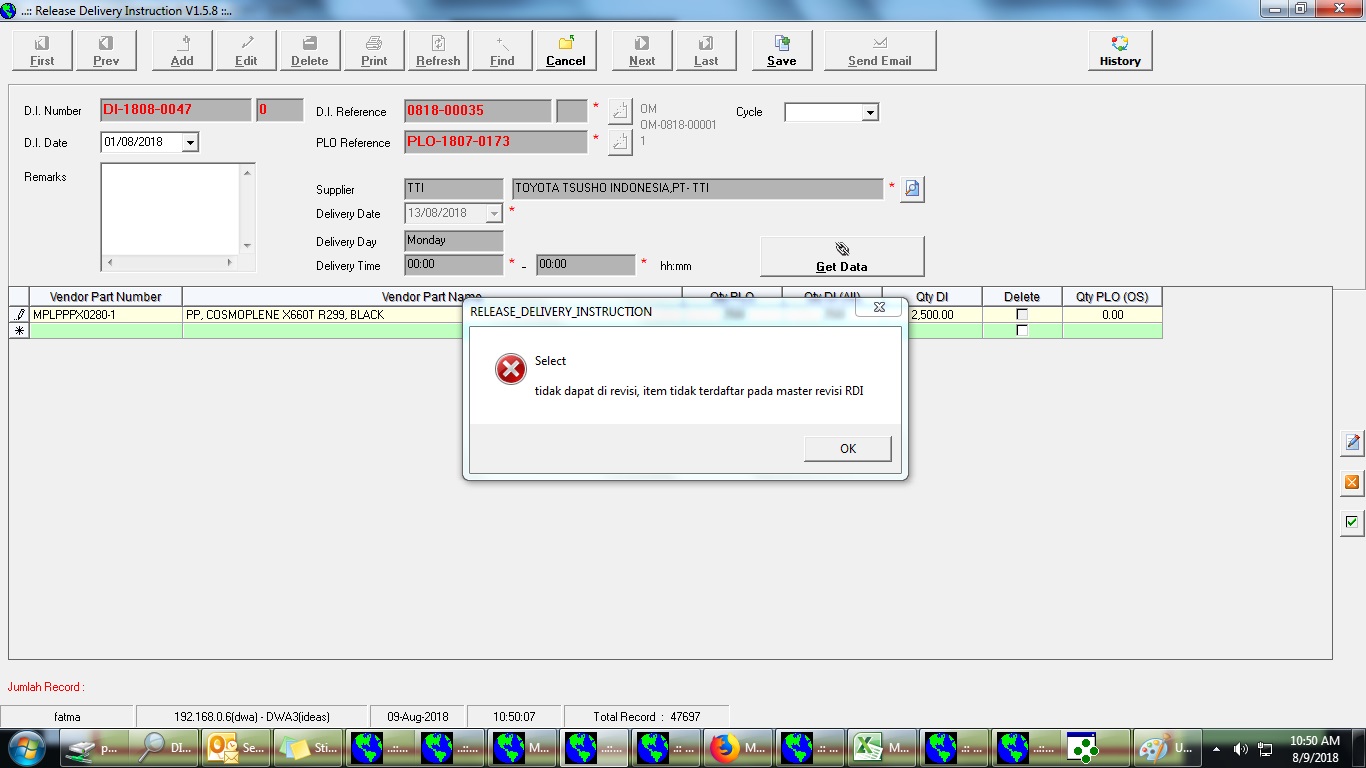 ..:: Release Delivery Instruction V1.5.8 ::..
First Prev Add Edit Delete Print Refresh Find Cancel Next Last Save Send Email History
D.I. Number DI-1808-0047 0 D.I. Reference 0818-00035 * OM Cycle
OM-0818-00001
D.I. Date 01/08/2018 PLO Reference PLO-1807-0173 * 1
Remarks
Supplier TTI TOYOTA TSUSHO INDONESIA,PT- TTI *
Delivery Date 13/08/2018 *
Delivery Day Monday
Delivery Time 00:00 * - 00:00 * hh:mm
Get Data
Vendor Part Number Vendor Part Name Qty PLO Qty DI (All) Qty DI Delete Qty PLO (OS)
MPLPPPX0280-1 PP, COSMOPLENE X660T R299, BLACK 2,500.00 0.00
RELEASE_DELIVERY_INSTRUCTION
Select
tidak dapat di revisi, item tidak terdaftar pada master revisi RDI
OK
Jumlah Record :
fatma 192.168.0.6(dwa) - DWA3(ideas) 09-Aug-2018 10:50:07 Total Record : 47697
p... DI... Se... Sti... ..::... ..::... M... ..::... :: ... M... :: ... M... :: ... ..::... U...
10:50 AM
8/9/2018